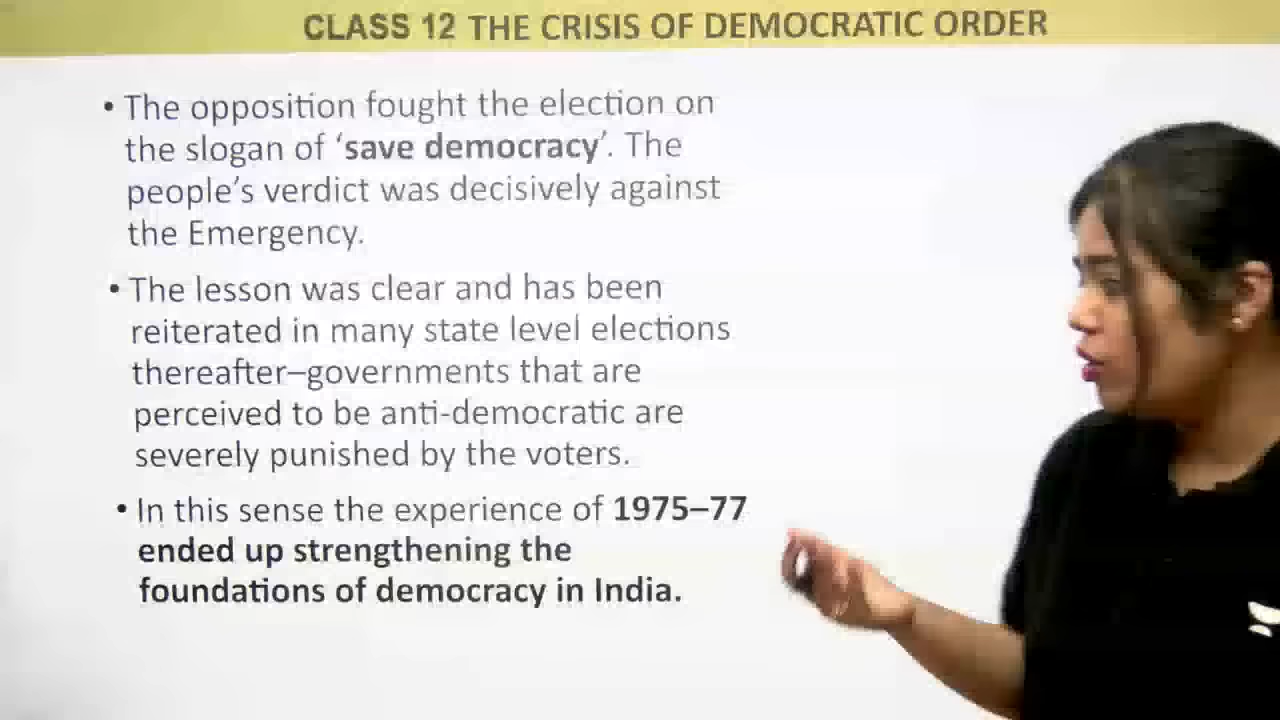 CLASS 12 THE CRISIS OF DEMOCRATIC ORDER
• The opposition fought the election on
the slogan of ‘save democracy’. The
people’s verdict was decisively against
the Emergency.
• The lesson was clear and has been
reiterated in many state level elections
thereafter–governments that are
perceived to be anti-democratic are
severely punished by the voters.
• In this sense the experience of 1975–77
ended up strengthening the
foundations of democracy in India.